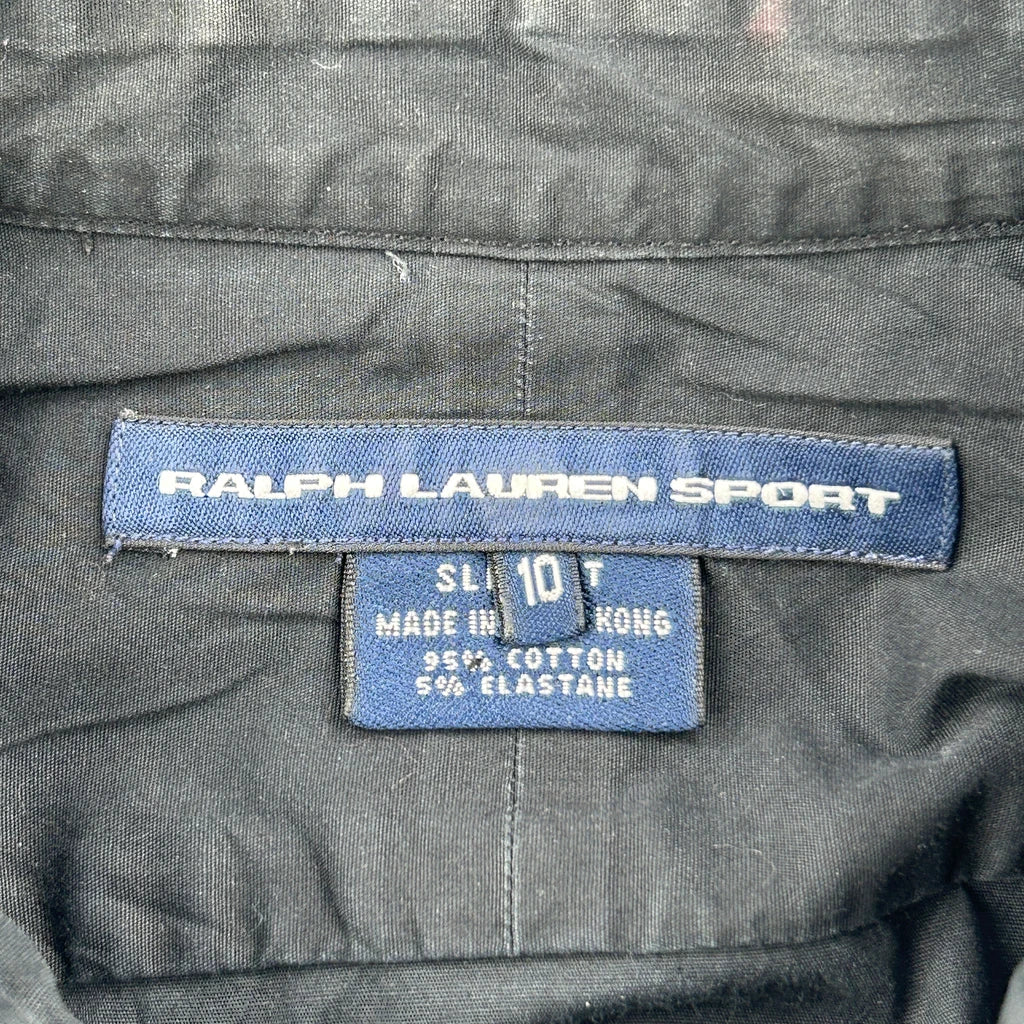 RALPH LAUREN SPORT
SLI T
10
MADE IN KONG
95% COTTON
5% ELASTANE